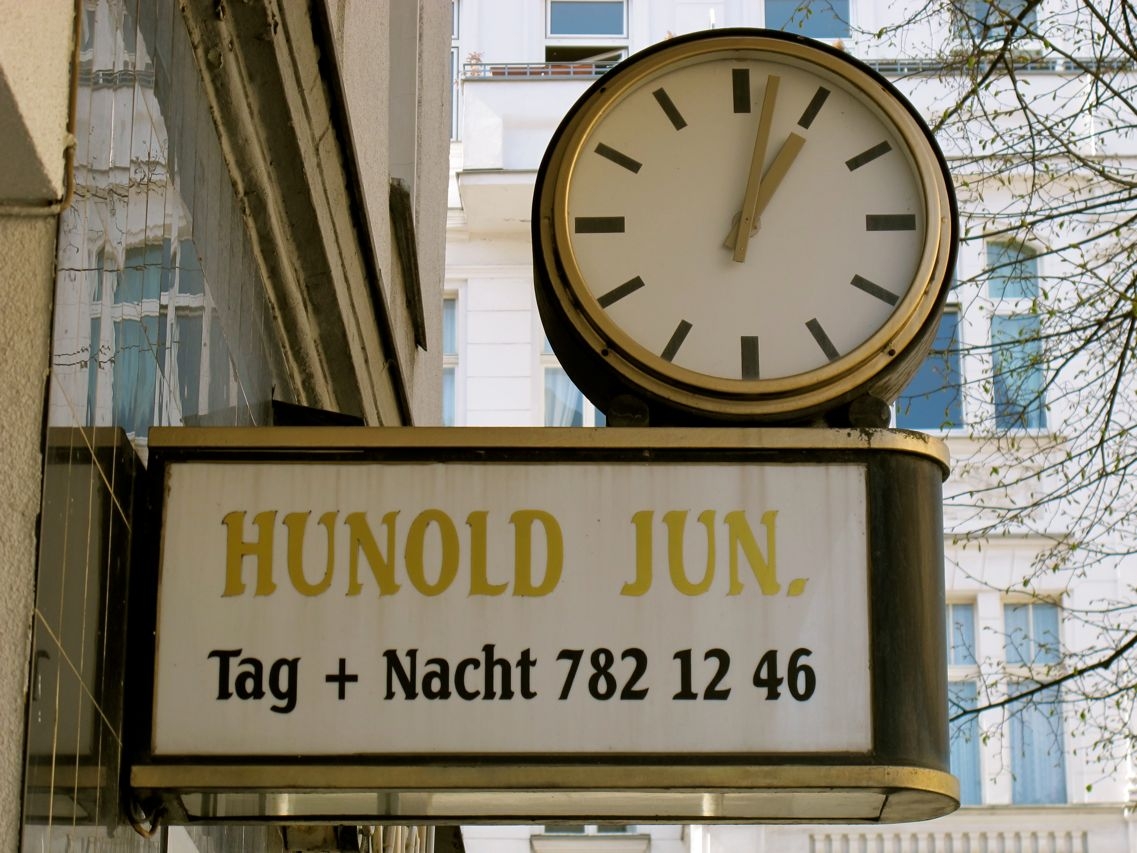 HUNOLD JUN.
Tag + Nacht 782 12 46